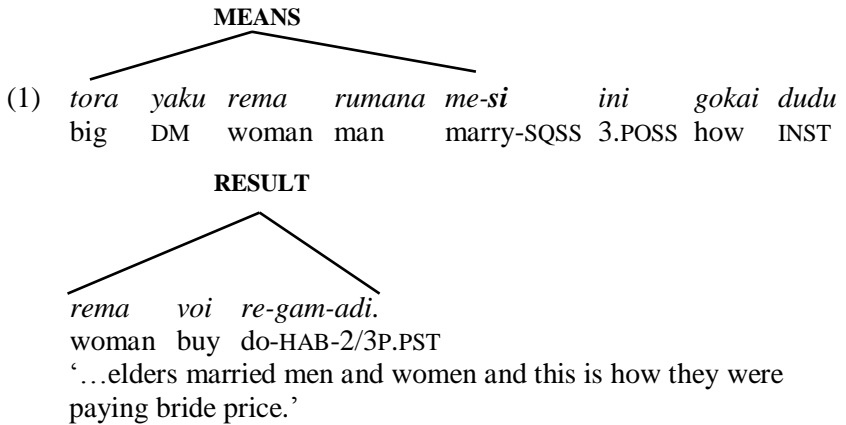 MEANS
(1) tora yaku rema rumana me-si ini gokai dudu
big DM woman man marry-SQSS 3.POSS how INST
RESULT
rema voi re-gam-adi.
woman buy do-HAB-2/3P.PST
‘…elders married men and women and this is how they were
paying bride price.’